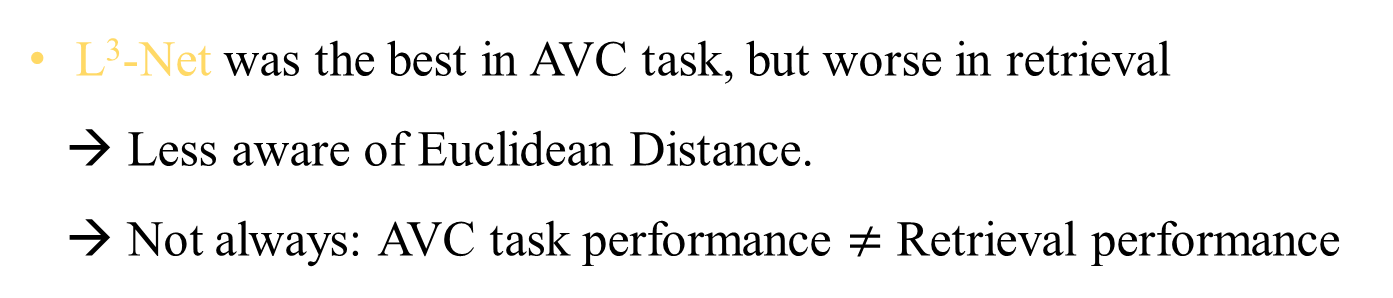 • L³-Net was the best in AVC task, but worse in retrieval
→ Less aware of Euclidean Distance.
→ Not always: AVC task performance ≠ Retrieval performance